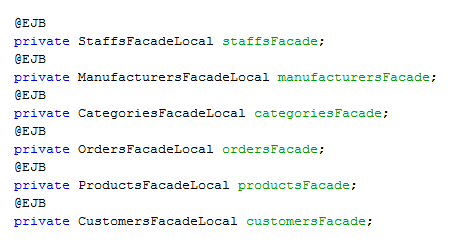 @EJB
private StaffsFacadeLocal staffsFacade;
@EJB
private ManufacturersFacadeLocal manufacturersFacade;
@EJB
private CategoriesFacadeLocal categoriesFacade;
@EJB
private OrdersFacadeLocal ordersFacade;
@EJB
private ProductsFacadeLocal productsFacade;
@EJB
private CustomersFacadeLocal customersFacade;